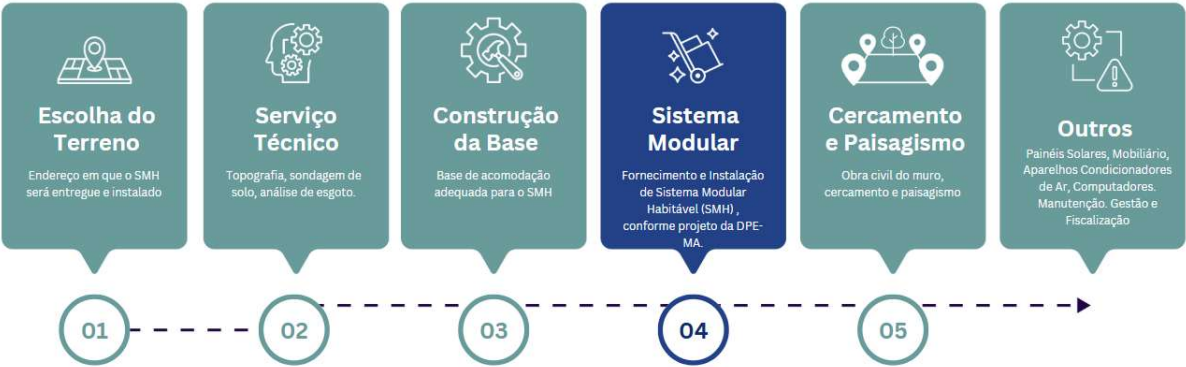 Escolha do
Terreno
Endereço em que o SMH
será entregue e instalado
Serviço
Técnico
Topografia, sondagem de
solo, análise de esgoto.
Construção
da Base
Base de acomodação
adequada para o SMH
Sistema
Modular
Fornecimento e Instalação
de Sistema Modular
Habitável (SMH) ,
conforme projeto da DPE-
MA.
Cercamento
e Paisagismo
Obra civil do muro,
cercamento e paisagismo
Outros
Painéis Solares, Mobiliário,
Aparelhos Condicionadores
de Ar, Computadores.
Manutenção. Gestão e
Fiscalização
01
02
03
04
05